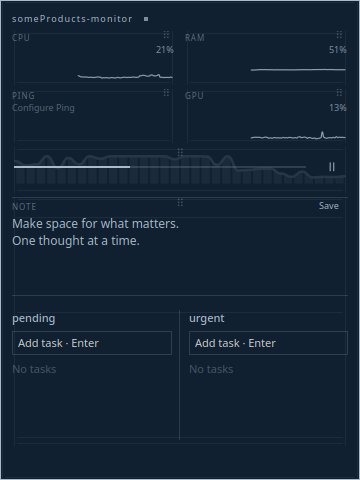 someProducts-monitor
CPU
21%
RAM
51%
PING
Configure Ping
GPU
13%
NOTE
Save
Make space for what matters.
One thought at a time.
pending
urgent
Add task · Enter
Add task · Enter
No tasks
No tasks